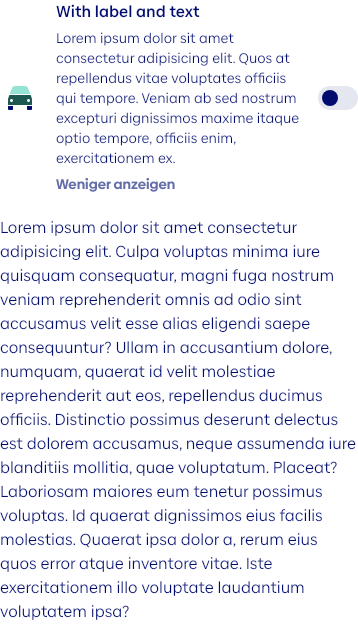 With label and text
Lorem ipsum dolor sit amet
consectetur adipisicing elit. Quos at
repellendus vitae voluptates officiis
qui tempore. Veniam ab sed nostrum
excepturi dignissimos maxime itaque
optio tempore, officiis enim,
exercitationem ex.
Weniger anzeigen
Lorem ipsum dolor sit amet consectetur
adipisicing elit. Culpa voluptas minima iure
quisquam consequatur, magni fuga nostrum
veniam reprehenderit omnis ad odio sint
accusamus velit esse alias eligendi saepe
consequuntur? Ullam in accusantium dolore,
numquam, quaerat id velit molestiae
reprehenderit aut eos, repellendus ducimus
officiis. Distinctio possimus deserunt delectus
est dolorem accusamus, neque assumenda iure
blanditiis mollitia, quae voluptatum. Placeat?
Laboriosam maiores eum tenetur possimus
voluptas. Id quaerat dignissimos eius facilis
molestias. Quaerat ipsa dolor a, rerum eius
quos error atque inventore vitae. Iste
exercitationem illo voluptate laudantium
voluptatem ipsa?